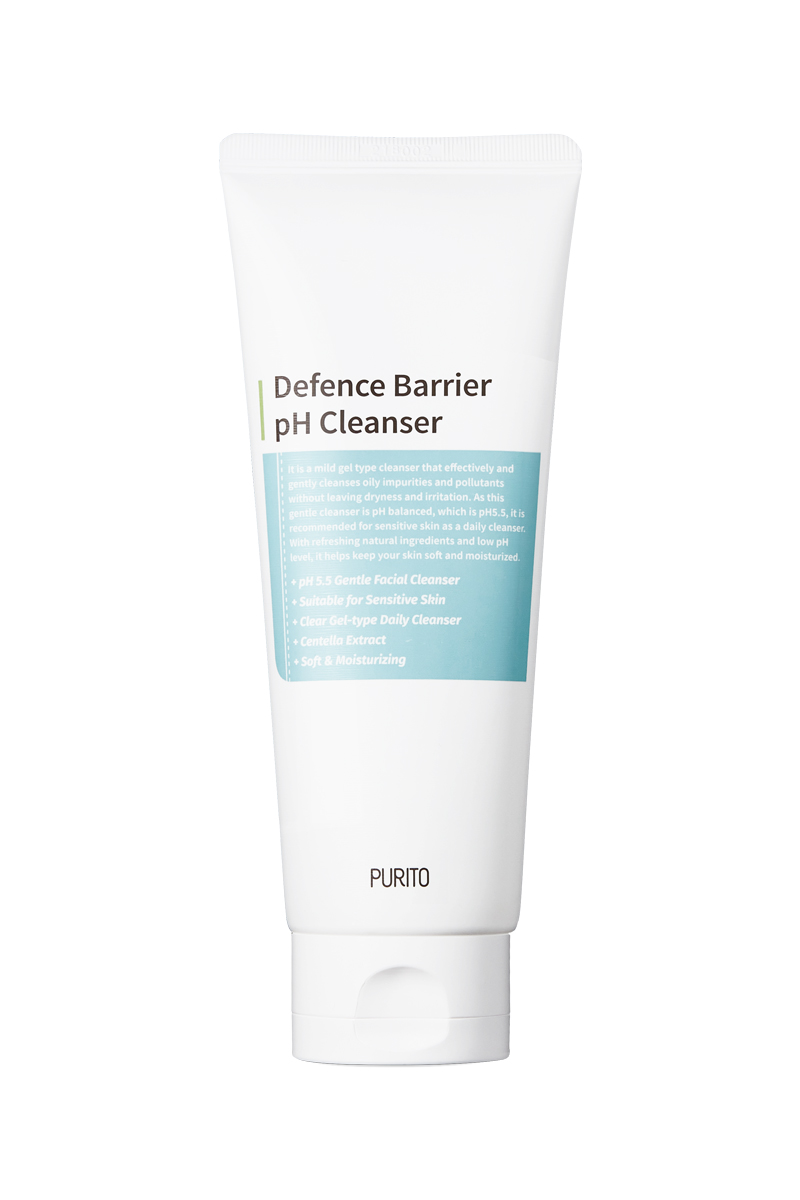 Defence Barrier
pH Cleanser
It is a mild gel type cleanser that effectively and
gently cleanses oily impurities and pollutants
without leaving dryness and irritation. As this
gentle cleanser is pH balanced, which is pH5.5, it is
recommended for sensitive skin as a daily cleanser.
With refreshing natural ingredients and low pH
level, it helps keep your skin soft and moisturized.
+ pH 5.5 Gentle Facial Cleanser
+ Suitable for Sensitive Skin
+ Clear Gel-type Daily Cleanser
+ Centella Extract
+ Soft & Moisturizing
PURITO